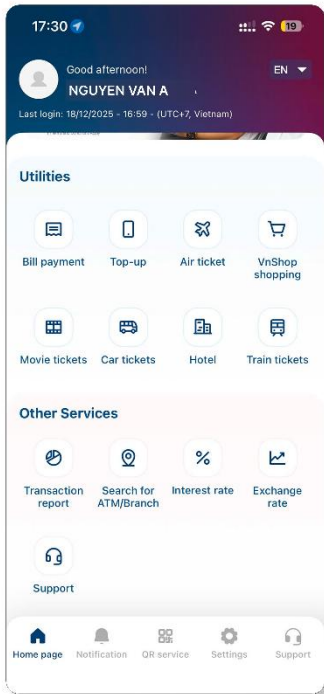 17:30
19
Good afternoon!
EN
NGUYEN VAN A
Last login: 18/12/2025 - 16:59 - (UTC+7, Vietnam)
Utilities
Bill payment
Top-up
Air ticket
VnShop
shopping
Movie tickets
Car tickets
Hotel
Train tickets
Other Services
Transaction
report
Search for
ATM/Branch
Interest rate
Exchange
rate
Support
Home page
Notification
QR service
Settings
Support